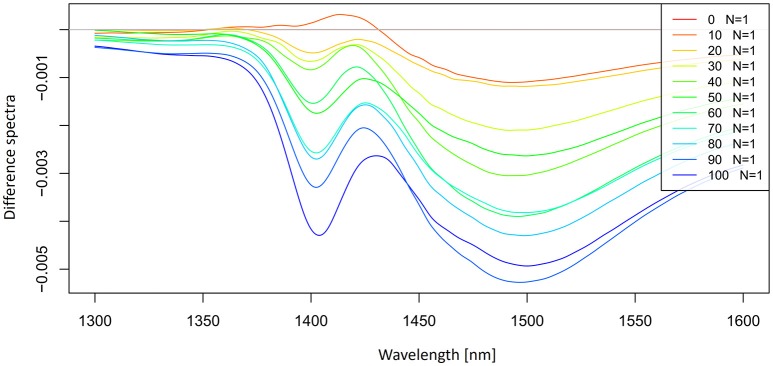 0 N=1
10 N=1
20 N=1
30 N=1
40 N=1
50 N=1
60 N=1
70 N=1
80 N=1
90 N=1
100 N=1
Difference spectra
−0.001
−0.003
−0.005
1300 1350 1400 1450 1500 1550 1600
Wavelength [nm]